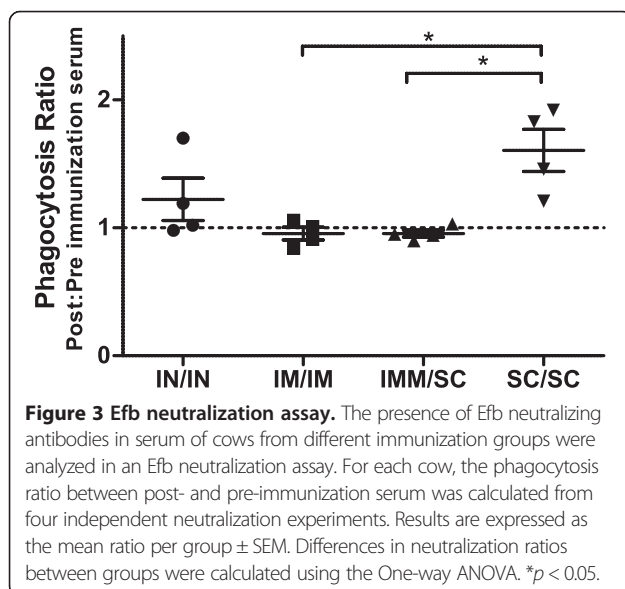 *
*
Phagocytosis Ratio
Post:Pre immunization serum
2
1
0
IN/IN IM/IM IMM/SC SC/SC
Figure 3 Efb neutralization assay. The presence of Efb neutralizing
antibodies in serum of cows from different immunization groups were
analyzed in an Efb neutralization assay. For each cow, the phagocytosis
ratio between post- and pre-immunization serum was calculated from
four independent neutralization experiments. Results are expressed as
the mean ratio per group ± SEM. Differences in neutralization ratios
between groups were calculated using the One-way ANOVA. *p < 0.05.